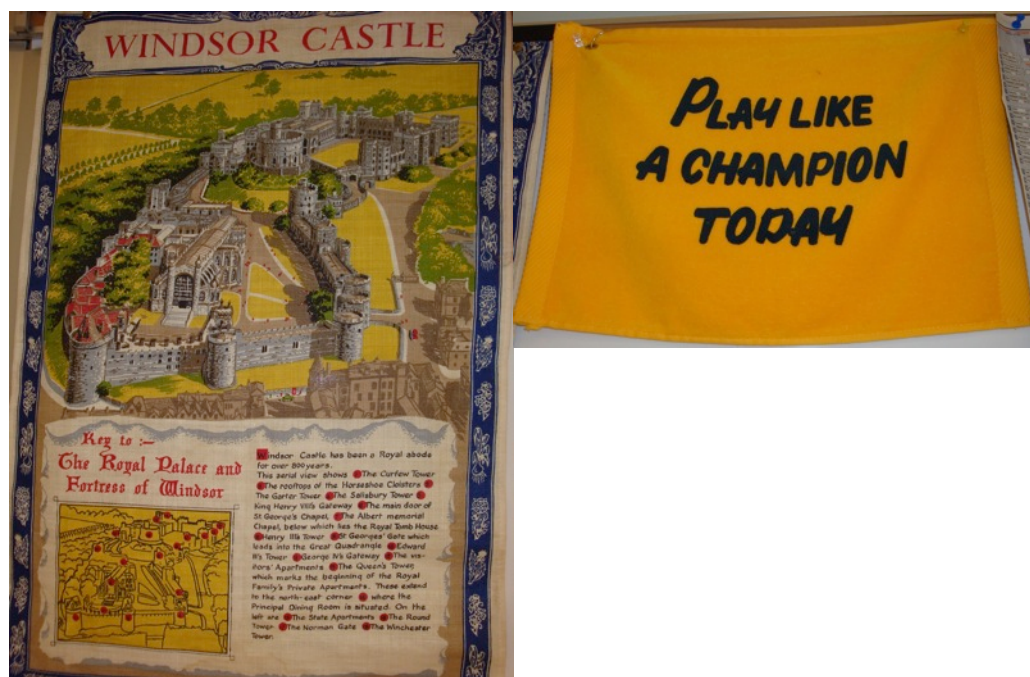 WINDSOR CASTLE
Key to :—
The Royal Palace and
Fortress of Windsor
Windsor Castle has been a Royal abode
for over 800 years.
This aerial view shows The Curfew Tower
The rooftops of the Horseshoe Cloisters
The Garter Tower The Salisbury Tower
King Henry VIII's Gateway The main door of
St George's Chapel, The Albert memorial
Chapel, below which lies the Royal Tomb House
Henry III's Tower St Georges' Gate which
leads into the Great Quadrangle Edward
III's Tower George IV's Gateway The vis-
itors' Apartments The Queen's Tower,
which marks the beginning of the Royal
Family's Private Apartments. These extend
to the north-east corner where the
Principal Dining Room is situated. On the
left are The State Apartments The Round
Tower The Norman Gate The Winchester
Tower.
PLAY LIKE
A CHAMPION
TODAY